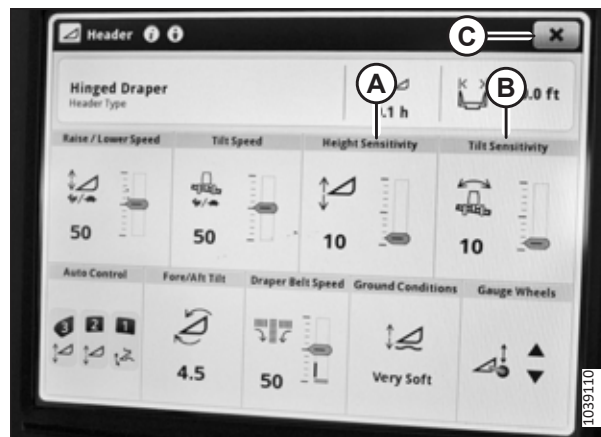 Header
C
Hinged Draper
Header Type
A
.1 h
B
.0 ft
Raise / Lower Speed
Tilt Speed
Height Sensitivity
Tilt Sensitivity
50
50
10
10
Auto Control
Fore/Aft Tilt
Draper Belt Speed
Ground Conditions
Gauge Wheels
3 2 1
4.5
50
Very Soft
1039110